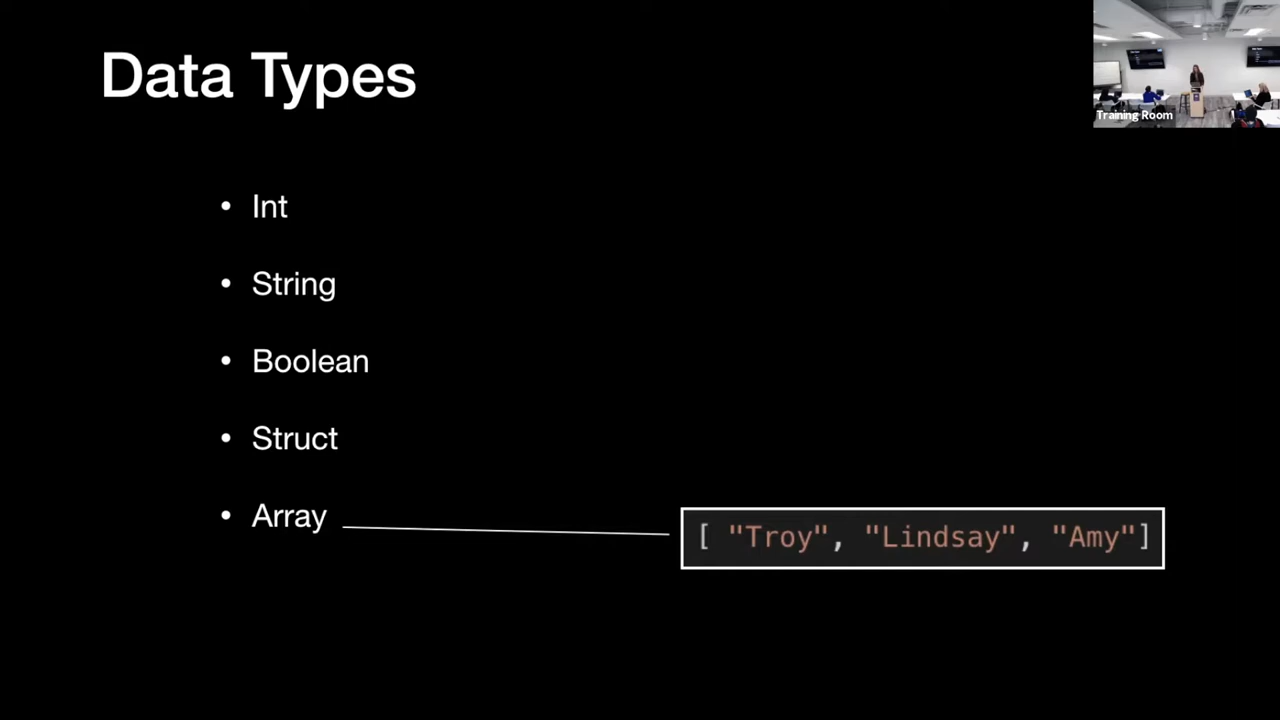 Data Types
Training Room
• Int
• String
• Boolean
• Struct
• Array
[ "Troy", "Lindsay", "Amy"]